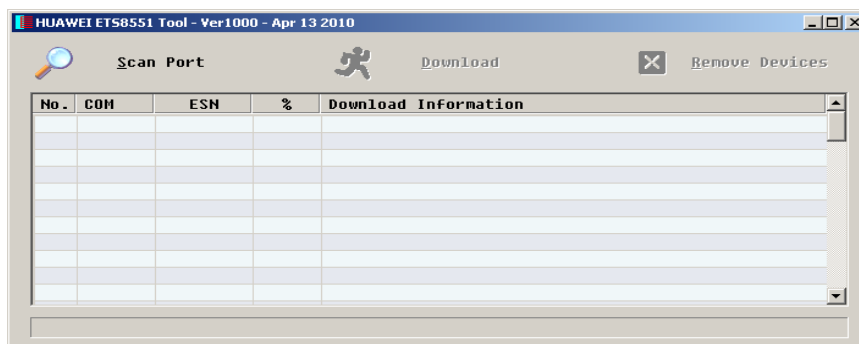 HUAWEI ETS8551 Tool - Ver1000 - Apr 13 2010
Scan Port Download Remove Devices
No. COM ESN % Download Information